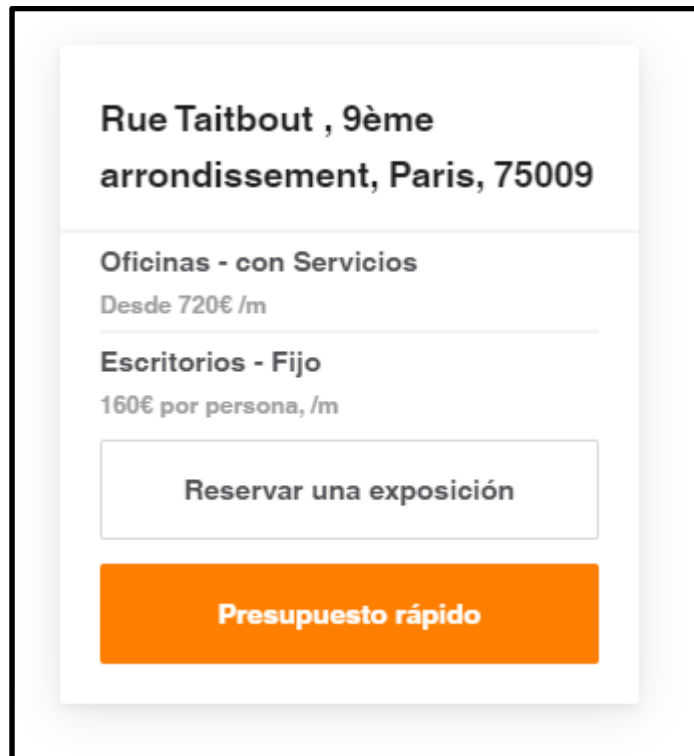 Rue Taitbout , 9ème
arrondissement, Paris, 75009
Oficinas - con Servicios
Desde 720€ /m
Escritorios - Fijo
160€ por persona, /m
Reservar una exposición
Presupuesto rápido